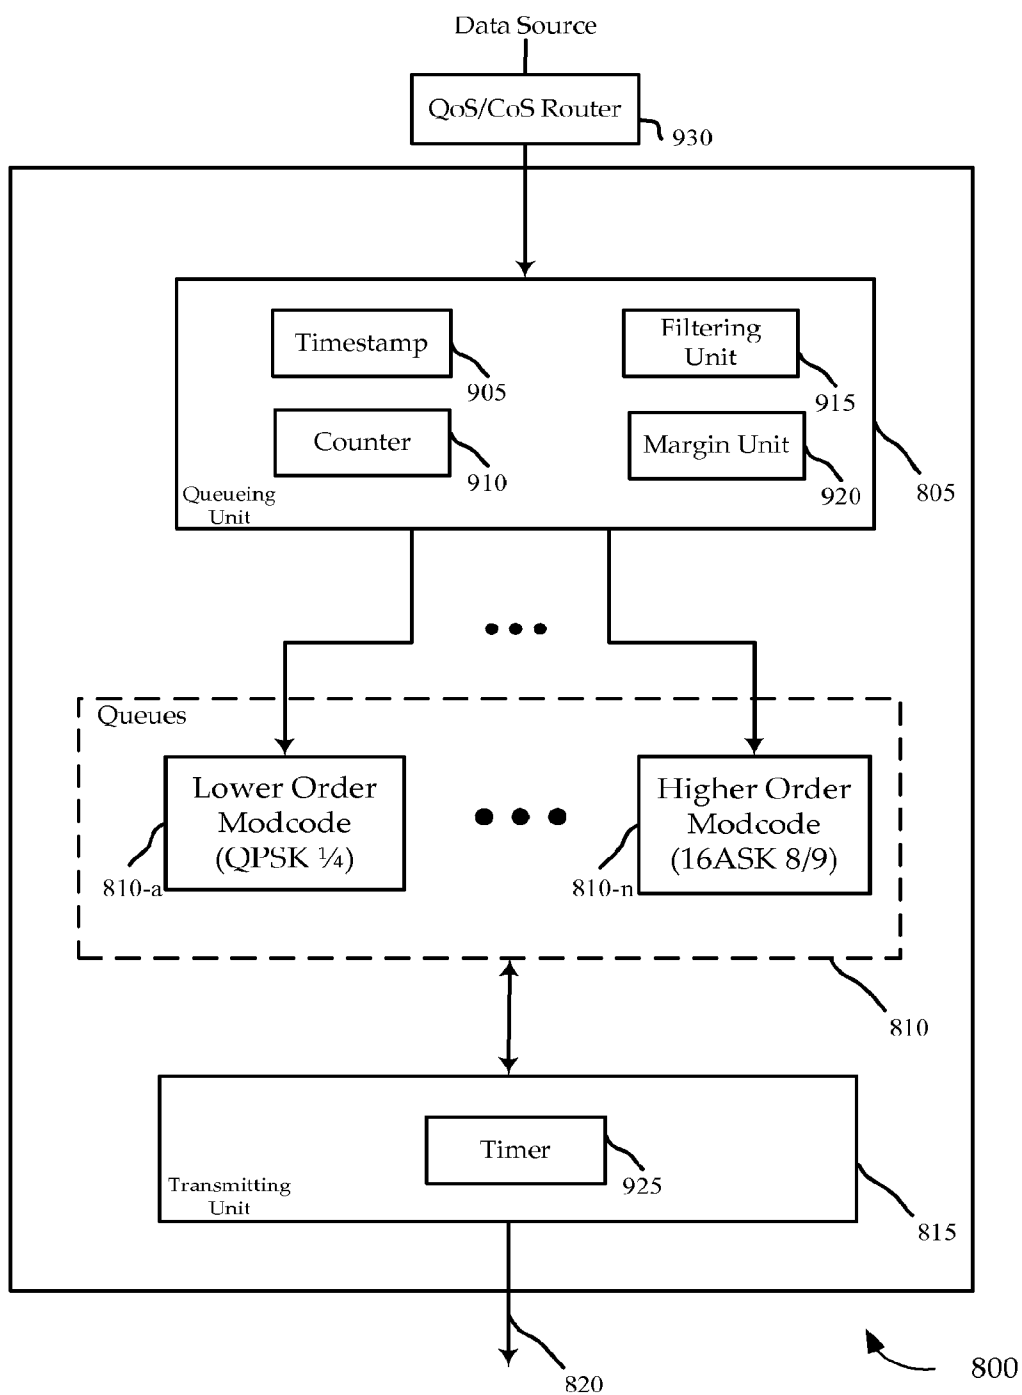 Data Source
QoS/CoS Router
930
Timestamp
905
Filtering
Unit
915
Counter
910
Margin Unit
920
Queueing
Unit
805
Queues
Lower Order
Modcode
(QPSK ¼)
810-a
Higher Order
Modcode
(16ASK 8/9)
810-n
810
Timer
925
Transmitting
Unit
815
820
800